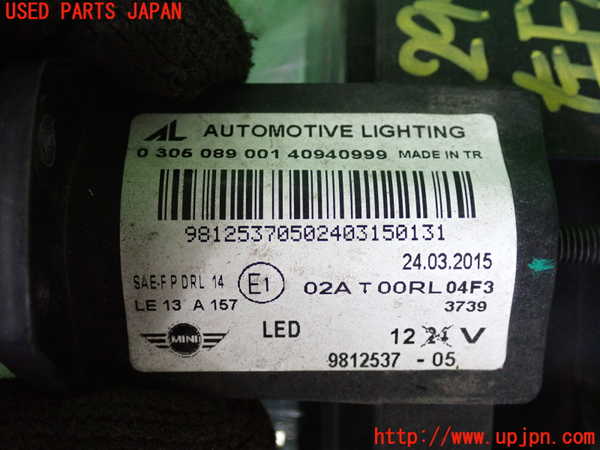 USED PARTS JAPAN
29
AL AUTOMOTIVE LIGHTING
0 305 089 001 40940999 MADE IN TR
98125370502403150131
24.03.2015
SAE-F P DRL 14 E1 02A T 00RL 04F3
LE 13 A 157 3739
LED 12 24 V
MINI
9812537 - 05
http://www.upjpn.com/